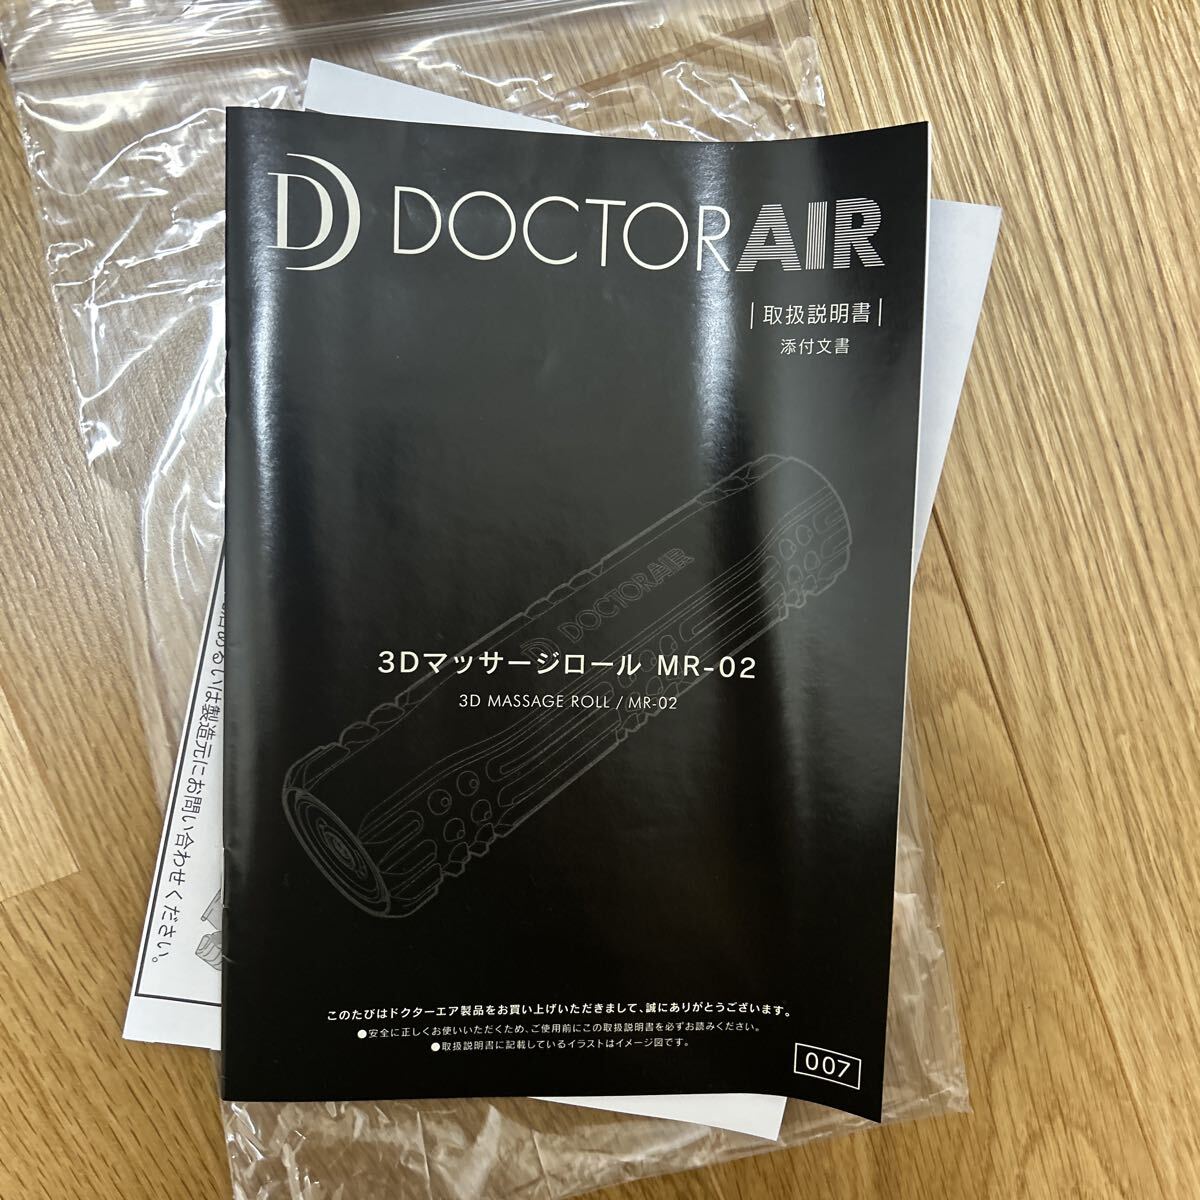 D DOCTORAIR
取扱説明書
添付文書
DOCTORAIR
3Dマッサージロール MR-02
3D MASSAGE ROLL / MR-02
このたびはドクターエア製品をお買い上げいただきまして、誠にありがとうございます。
●安全に正しくお使いいただくため、ご使用前にこの取扱説明書を必ずお読みください。
●取扱説明書に記載しているイラストはイメージ図です。
007
あるいは製造元にお問い合わせください。